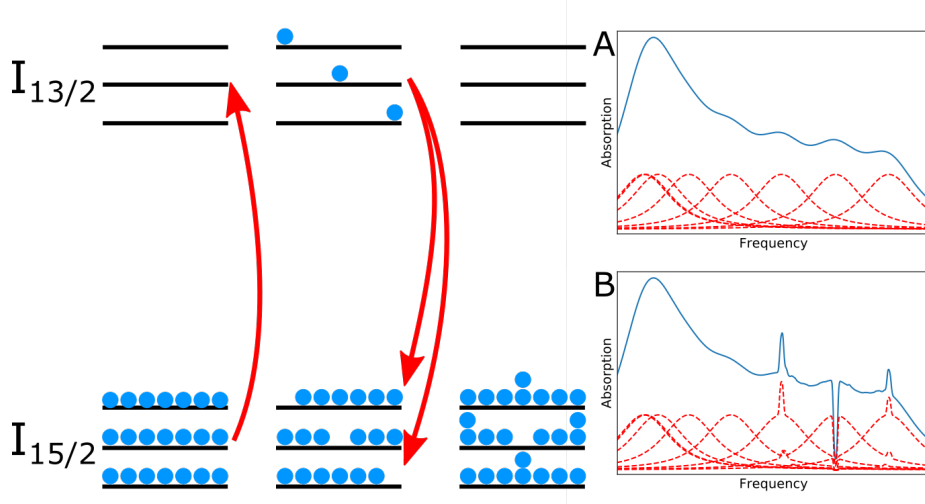 I13/2
I15/2
A
Absorption
Frequency
B
Absorption
Frequency